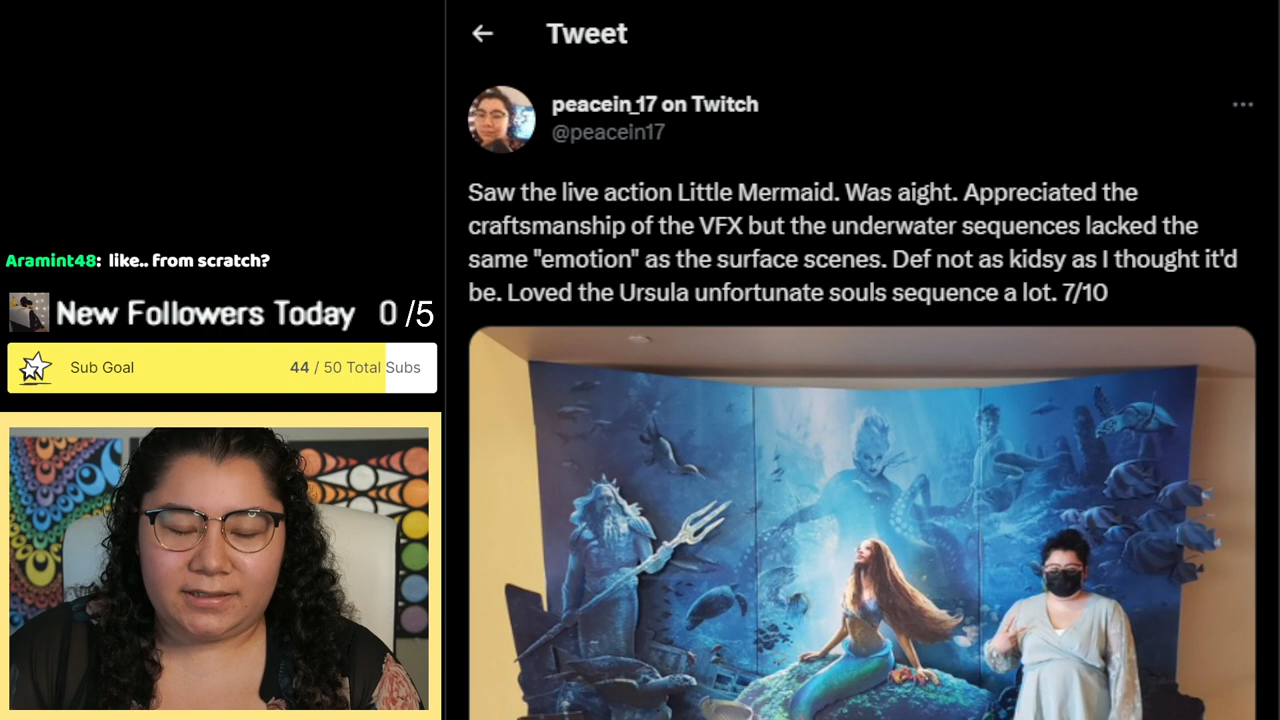 Tweet
peacein_17 on Twitch
@peacein17
Saw the live action Little Mermaid. Was aight. Appreciated the
craftsmanship of the VFX but the underwater sequences lacked the
same "emotion" as the surface scenes. Def not as kidsy as I thought it'd
be. Loved the Ursula unfortunate souls sequence a lot. 7/10
Aramint48: like.. from scratch?
New Followers Today 0 /5
Sub Goal 44 / 50 Total Subs